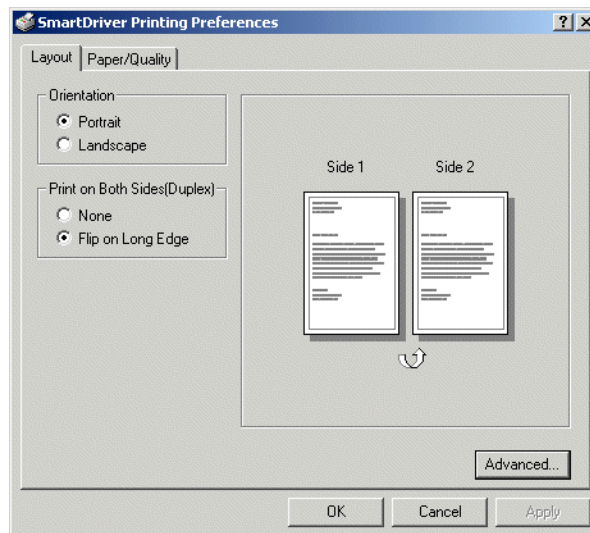 SmartDriver Printing Preferences
Layout
Paper/Quality
Orientation
Portrait
Landscape
Print on Both Sides(Duplex)
None
Flip on Long Edge
Side 1
Side 2
Advanced...
OK
Cancel
Apply